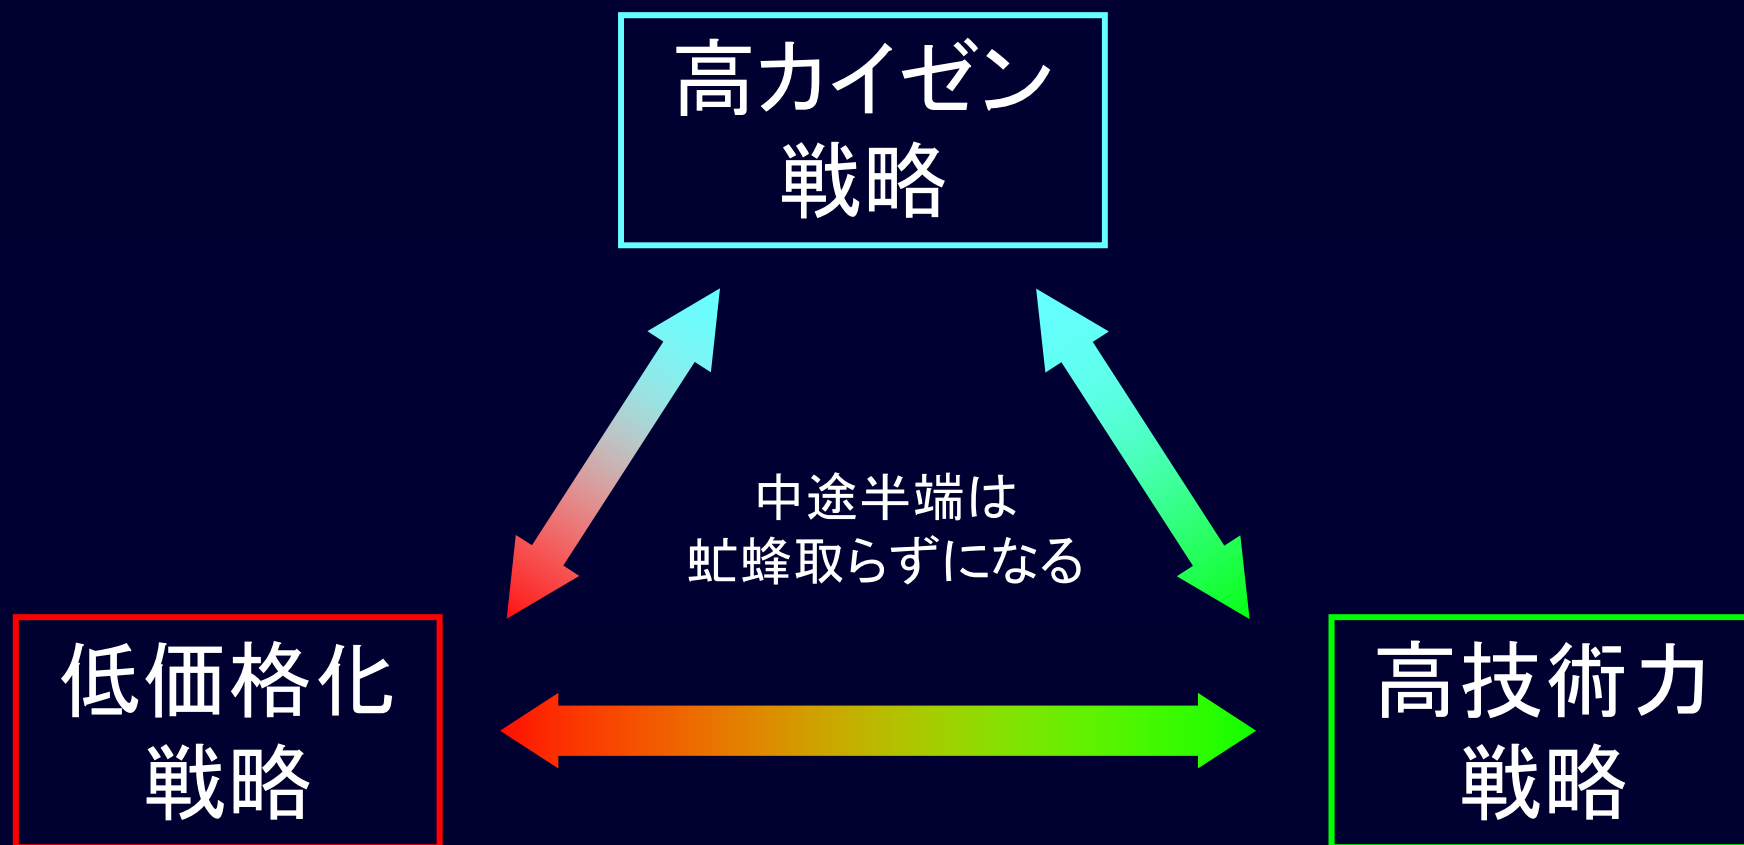 高カイゼン
戦略
中途半端は
虻蜂取らずになる
低価格化
戦略
高技術力
戦略